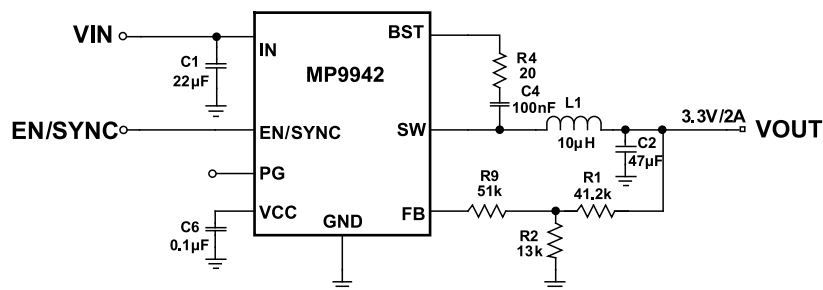 VIN
C1
22µF
IN
BST
MP9942
R4
20
C4
100nF
L1
10µH
3.3V/2A
VOUT
EN/SYNC
EN/SYNC
SW
C2
47µF
PG
R9
51k
R1
41.2k
VCC
GND
FB
C6
0.1µF
R2
13k